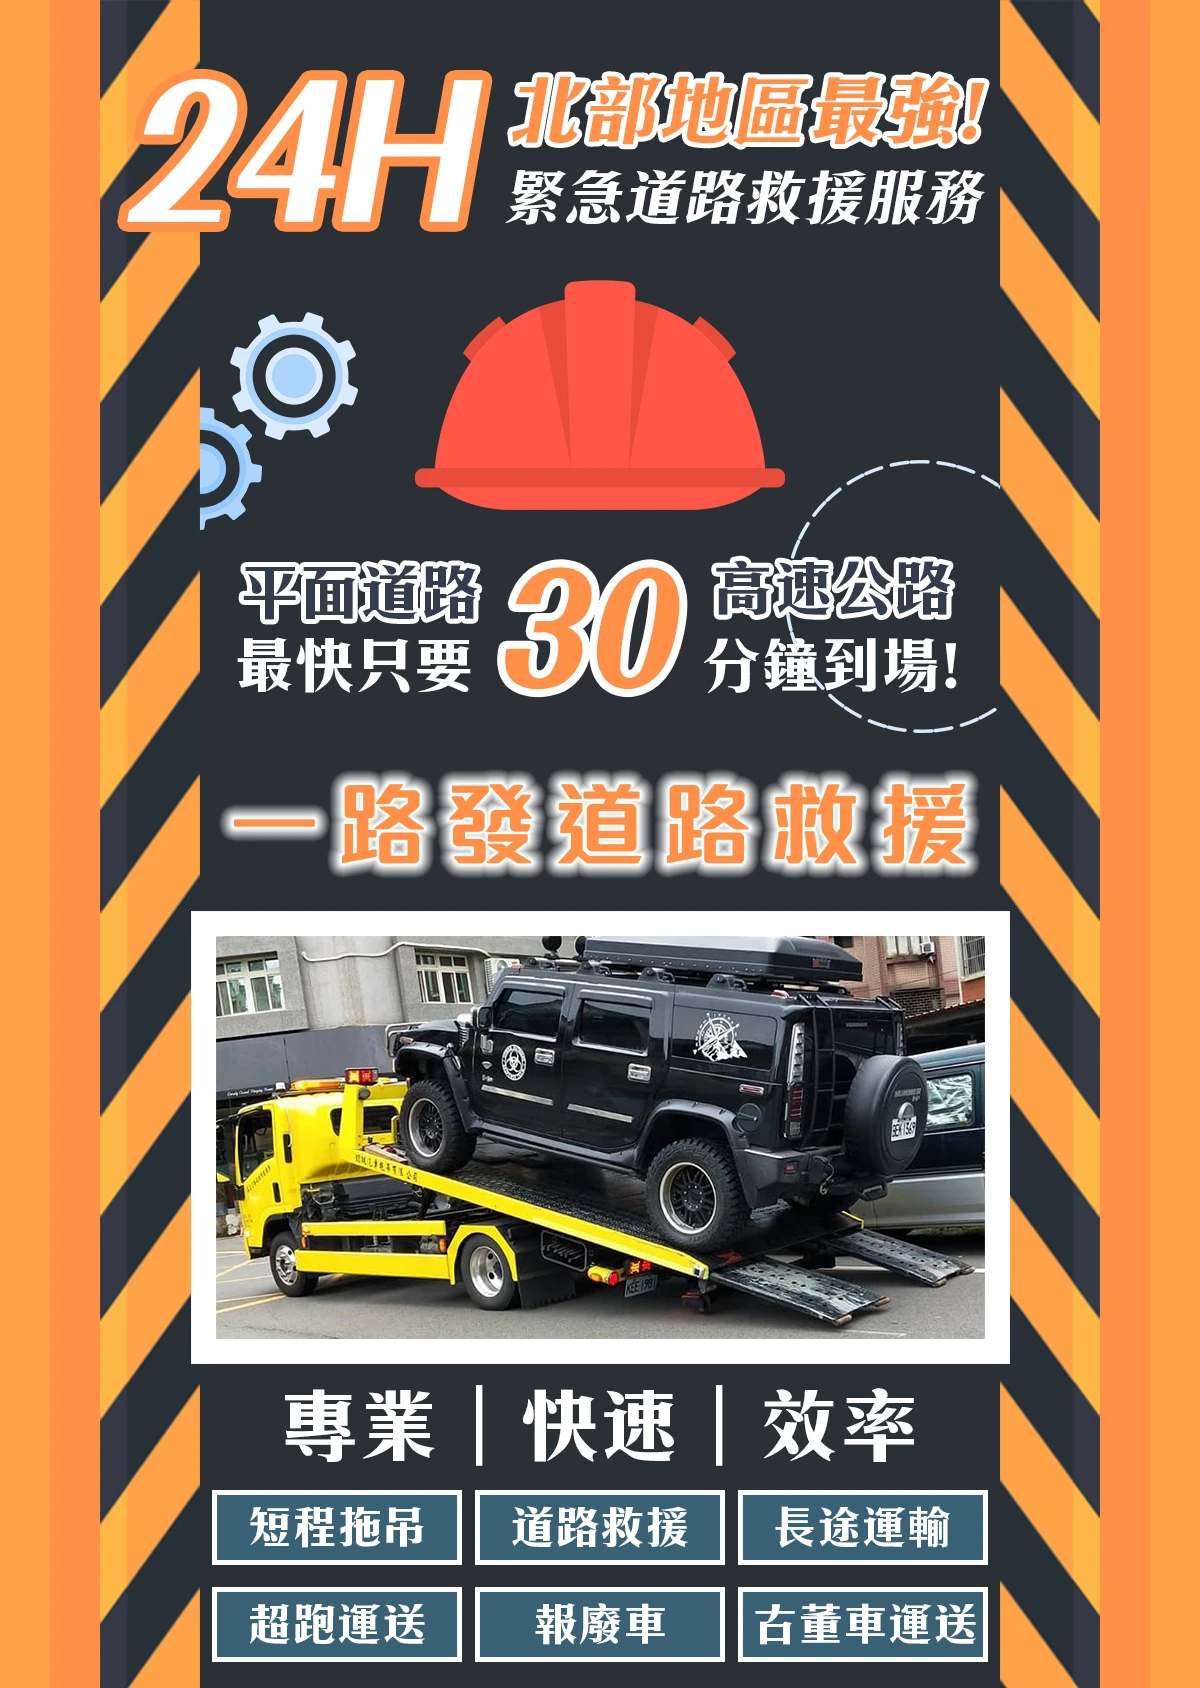 24H
北部地區最強!
緊急道路救援服務
平面道路
最快只要
30
高速公路
分鐘到場!
一路發道路救援
HUMMER
KEE-1981
專業｜快速｜效率
短程拖吊
道路救援
長途運輸
超跑運送
報廢車
古董車運送